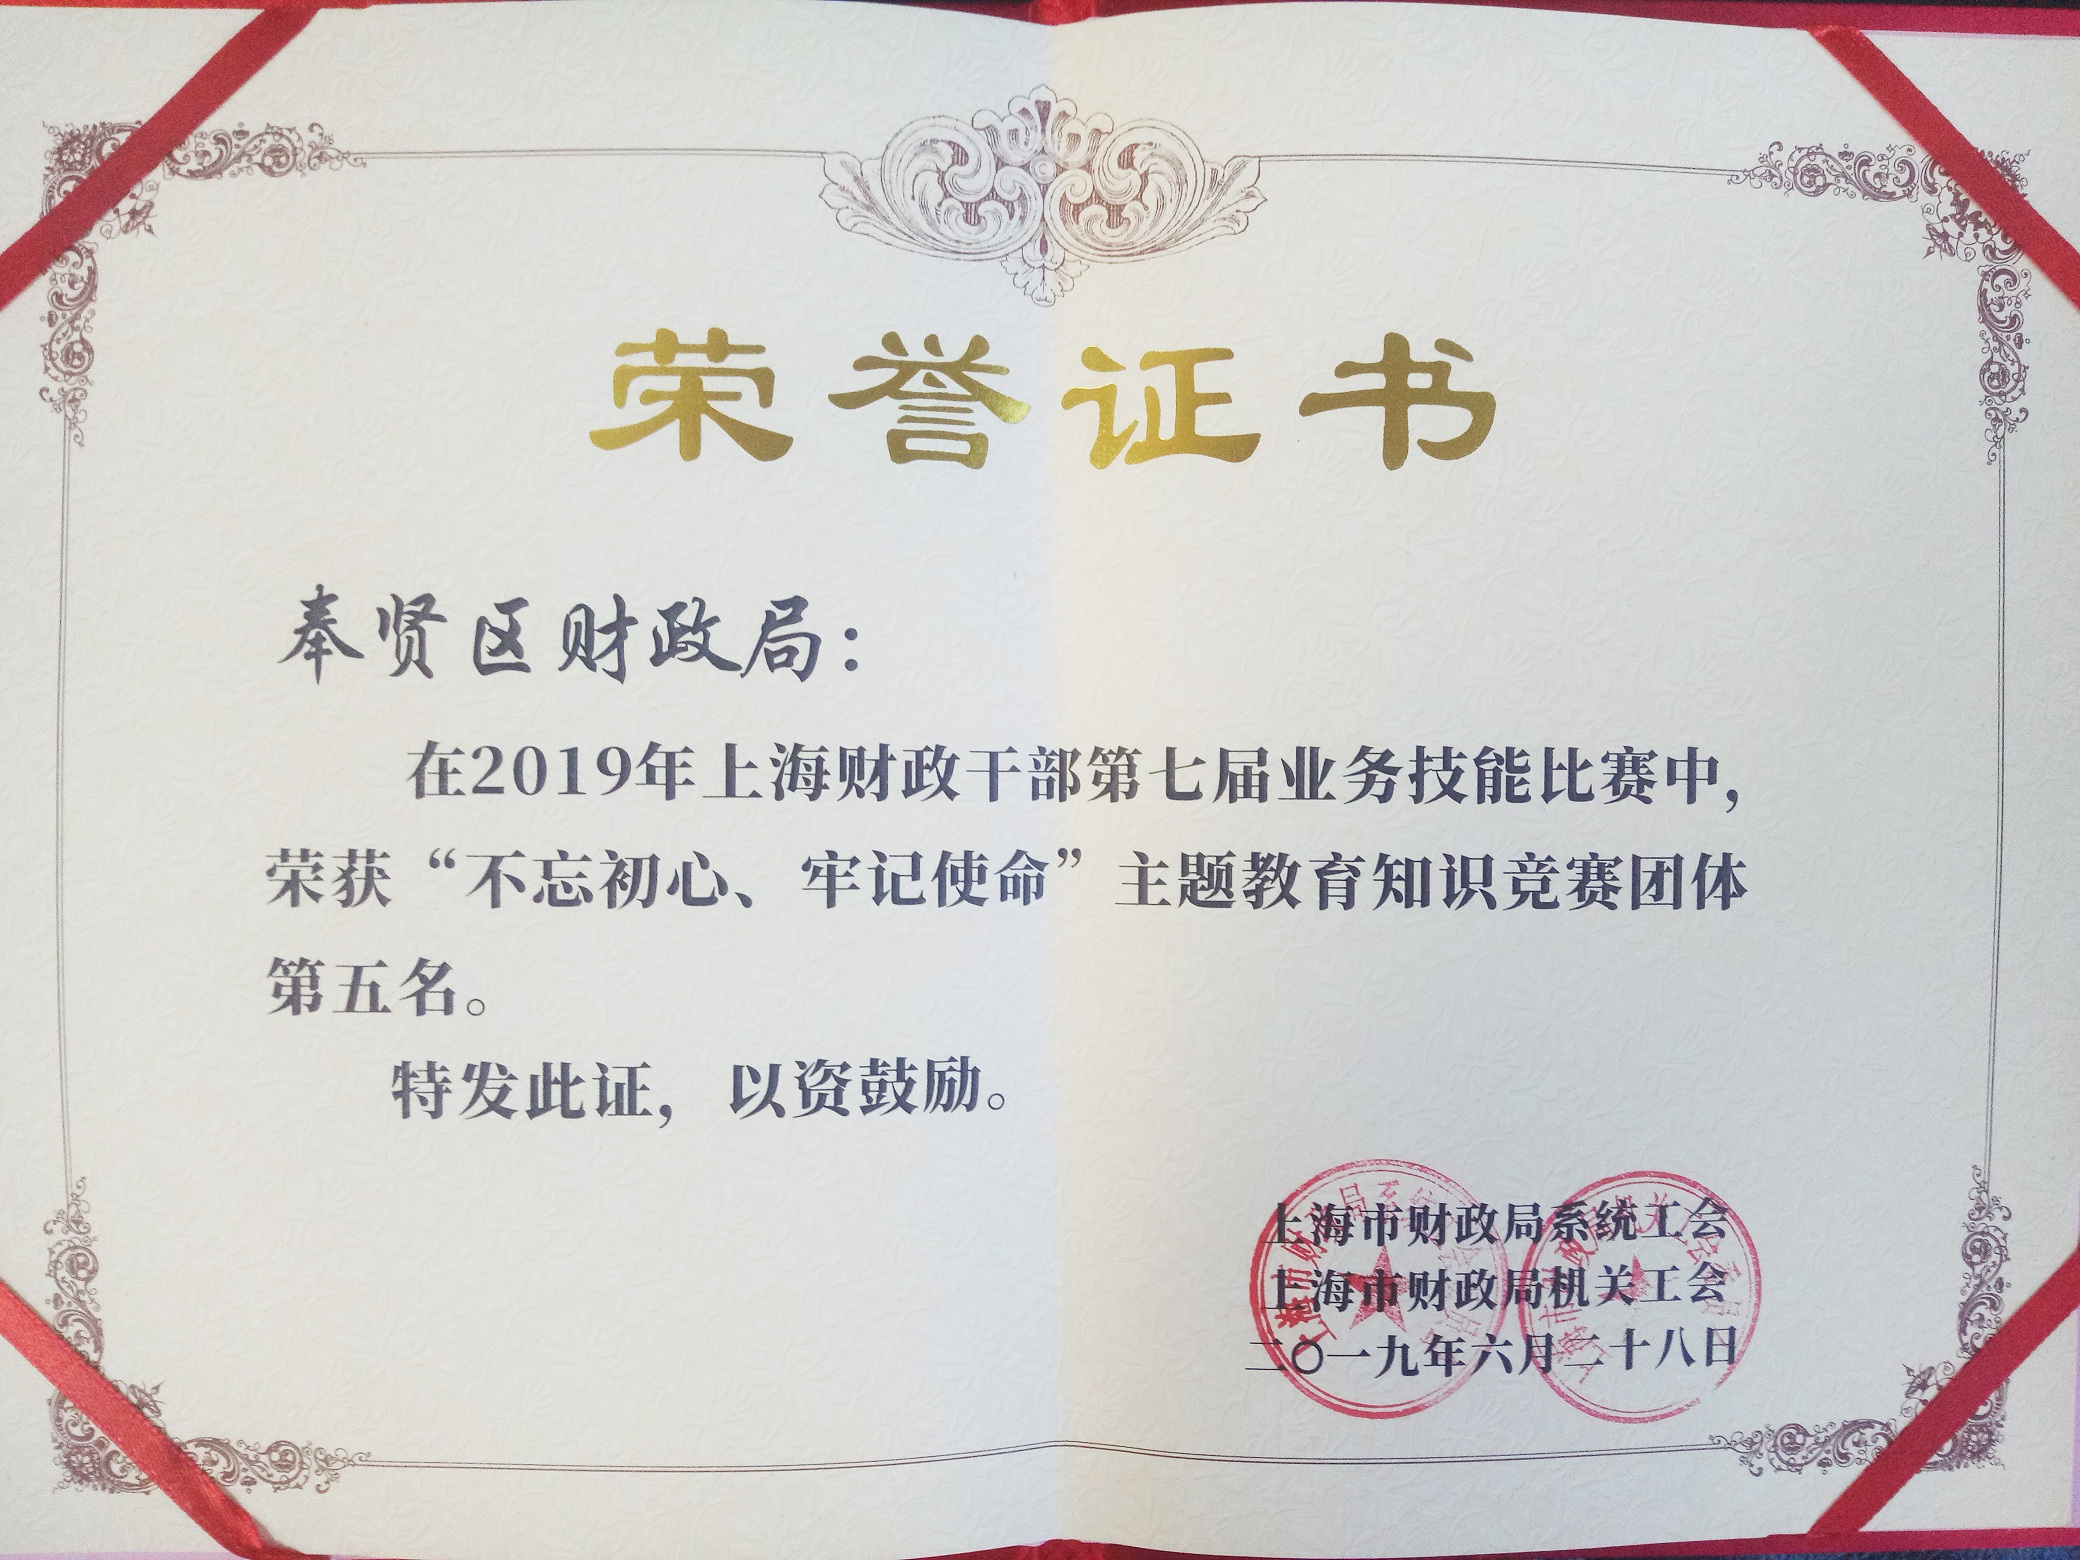 荣誉证书
奉贤区财政局：
在2019年上海财政干部第七届业务技能比赛中，
荣获“不忘初心、牢记使命”主题教育知识竞赛团体
第五名。
特发此证，以资鼓励。
上海市财政局系统工会
上海市财政局机关工会
二〇一九年六月二十八日